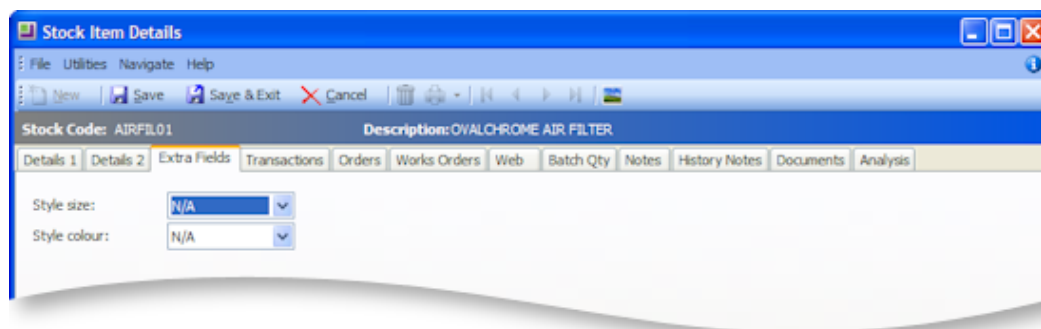 Stock Item Details
File Utilities Navigate Help
New Save Save & Exit Cancel
Stock Code: AIRFIL01 Description: OVALCHROME AIR FILTER
Details 1 Details 2 Extra Fields Transactions Orders Works Orders Web Batch Qty Notes History Notes Documents Analysis
Style size: N/A
Style colour: N/A